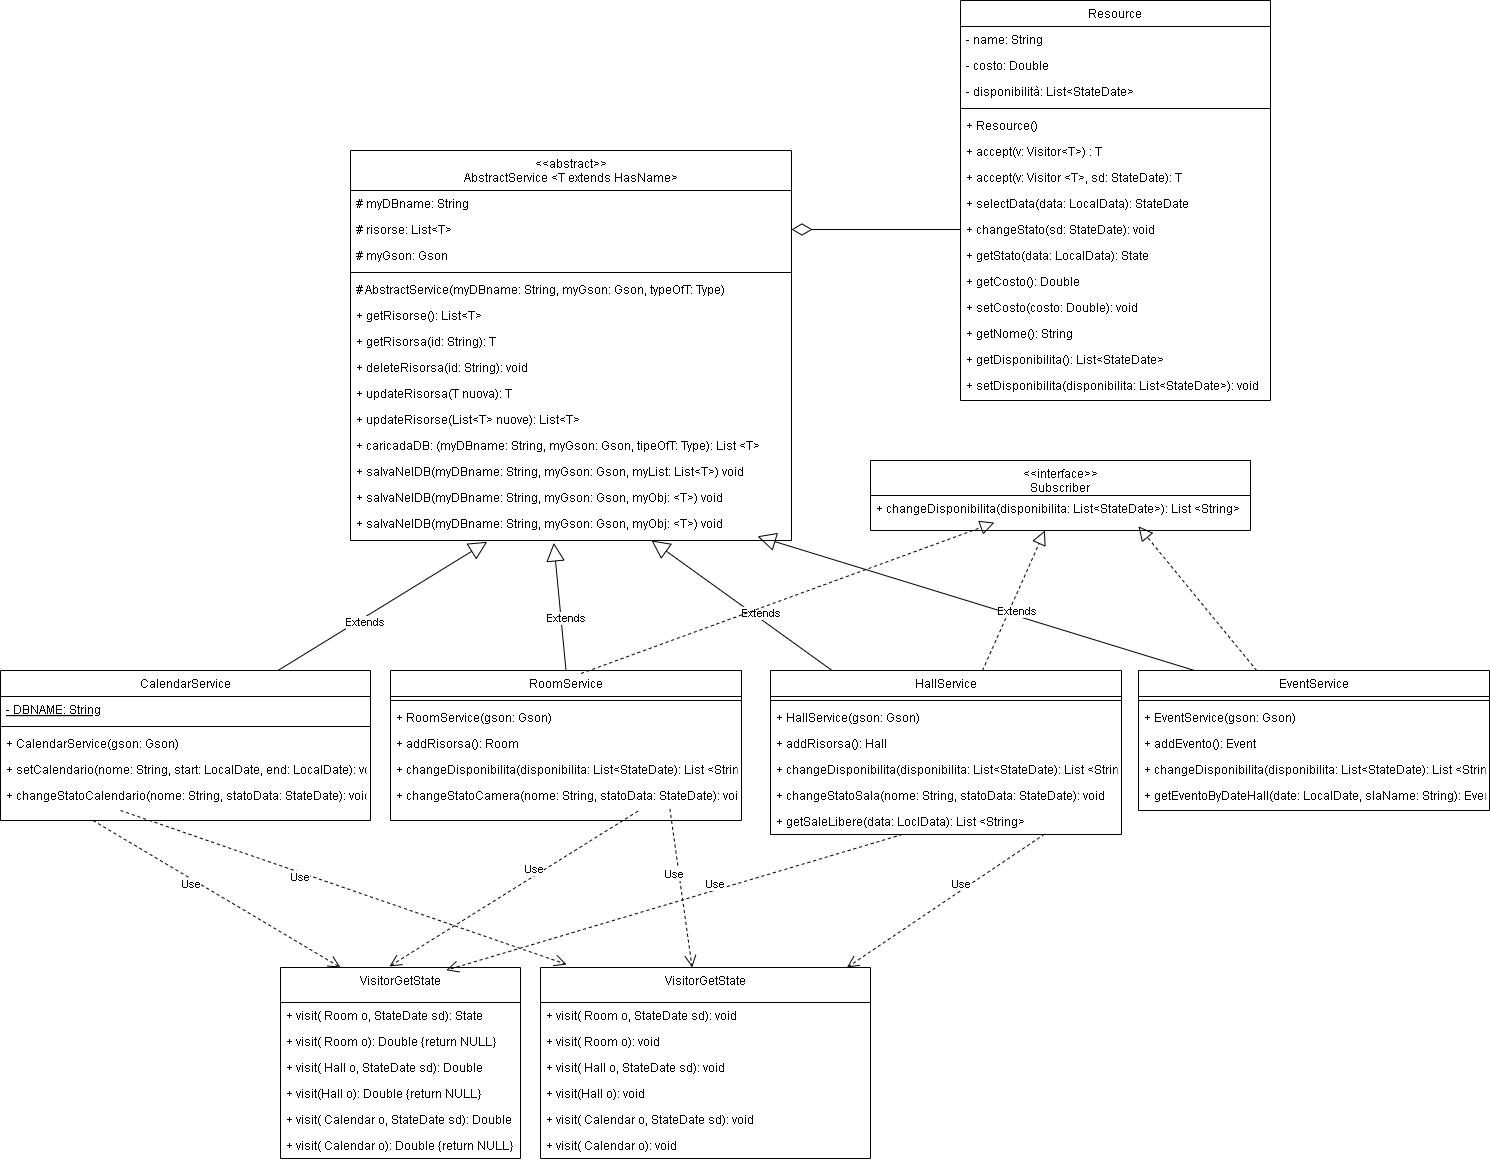 Resource
- name: String
- costo: Double
- disponibilità: List<StateDate>
+ Resource()
+ accept(v: Visitor<T>) : T
+ accept(v: Visitor <T>, sd: StateDate): T
+ selectData(data: LocalData): StateDate
+ changeStato(sd: StateDate): void
+ getStato(data: LocalData): State
+ getCosto(): Double
+ setCosto(costo: Double): void
+ getNome(): String
+ getDisponibilita(): List<StateDate>
+ setDisponibilita(disponibilita: List<StateDate>): void
<<abstract>>
AbstractService <T extends HasName>
# myDBname: String
# risorse: List<T>
# myGson: Gson
#AbstractService(myDBname: String, myGson: Gson, typeOfT: Type)
+ getRisorse(): List<T>
+ getRisorsa(id: String): T
+ deleteRisorsa(id: String): void
+ updateRisorsa(T nuova): T
+ updateRisorse(List<T> nuove): List<T>
+ caricadaDB: (myDBname: String, myGson: Gson, tipeOfT: Type): List <T>
+ salvaNelDB(myDBname: String, myGson: Gson, myList: List<T>) void
+ salvaNelDB(myDBname: String, myGson: Gson, myObj: <T>) void
+ salvaNelDB(myDBname: String, myGson: Gson, myObj: <T>) void
<<interface>>
Subscriber
+ changeDisponibilita(disponibilita: List<StateDate>): List <String>
Extends
Extends
Extends
Extends
CalendarService
- DBNAME: String
+ CalendarService(gson: Gson)
+ setCalendario(nome: String, start: LocalDate, end: LocalDate): vo
+ changeStatoCalendario(nome: String, statoData: StateDate): void
RoomService
+ RoomService(gson: Gson)
+ addRisorsa(): Room
+ changeDisponibilita(disponibilita: List<StateDate): List <String
+ changeStatoCamera(nome: String, statoData: StateDate): voi
HallService
+ HallService(gson: Gson)
+ addRisorsa(): Hall
+ changeDisponibilita(disponibilita: List<StateDate): List <Strin
+ changeStatoSala(nome: String, statoData: StateDate): void
+ getSaleLibere(data: LoclData): List <String>
EventService
+ EventService(gson: Gson)
+ addEvento(): Event
+ changeDisponibilita(disponibilita: List<StateDate): List <Strin
+ getEventoByDateHall(date: LocalDate, slaName: String): Eve
Use
Use
Use
Use
Use
Use
VisitorGetState
+ visit( Room o, StateDate sd): State
+ visit( Room o): Double {return NULL}
+ visit( Hall o, StateDate sd): Double
+ visit(Hall o): Double {return NULL}
+ visit( Calendar o, StateDate sd): Double
+ visit( Calendar o): Double {return NULL}
VisitorGetState
+ visit( Room o, StateDate sd): void
+ visit( Room o): void
+ visit( Hall o, StateDate sd): void
+ visit(Hall o): void
+ visit( Calendar o, StateDate sd): void
+ visit( Calendar o): void